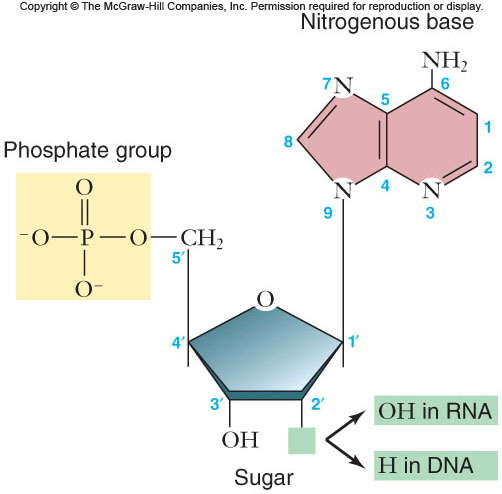 Copyright © The McGraw-Hill Companies, Inc. Permission required for reproduction or display.
Nitrogenous base
NH₂
7 N
6
5
1
8
2
4
N
N
9
3
Phosphate group
O
⁻O—P—O—CH₂
5′
O⁻
O
4′
1′
3′
2′
OH
OH in RNA
H in DNA
Sugar